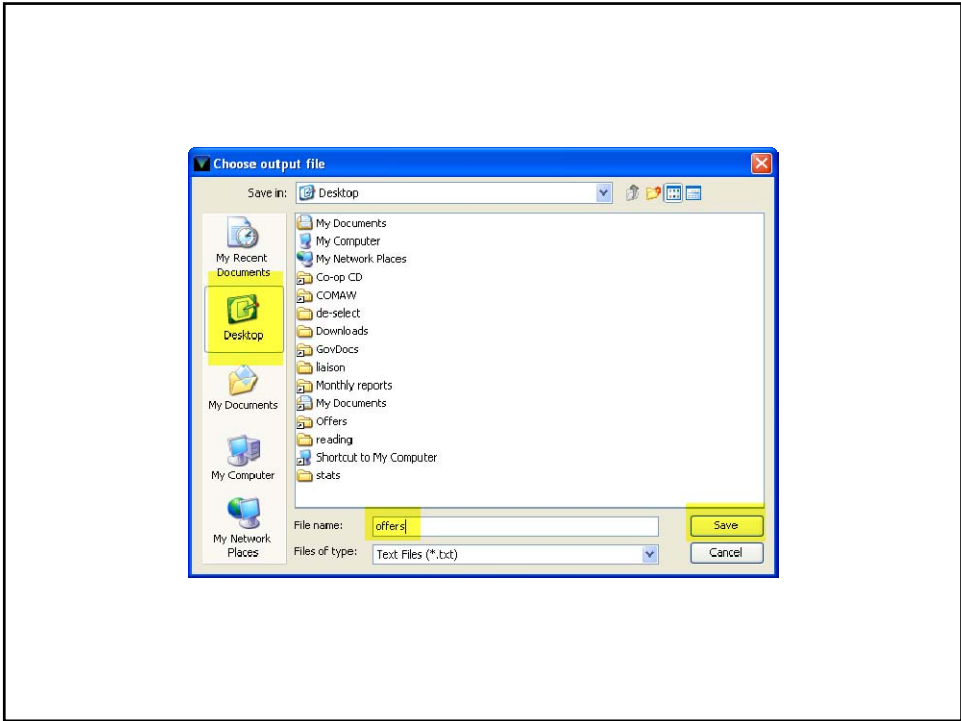 Choose output file
Save in: Desktop
My Recent
Documents
Desktop
My Documents
My Computer
My Network
Places
My Documents
My Computer
My Network Places
Co-op CD
COMAW
de-select
Downloads
GovDocs
liaison
Monthly reports
My Documents
Offers
reading
Shortcut to My Computer
stats
File name: offers Save
Files of type: Text Files (*.txt) Cancel